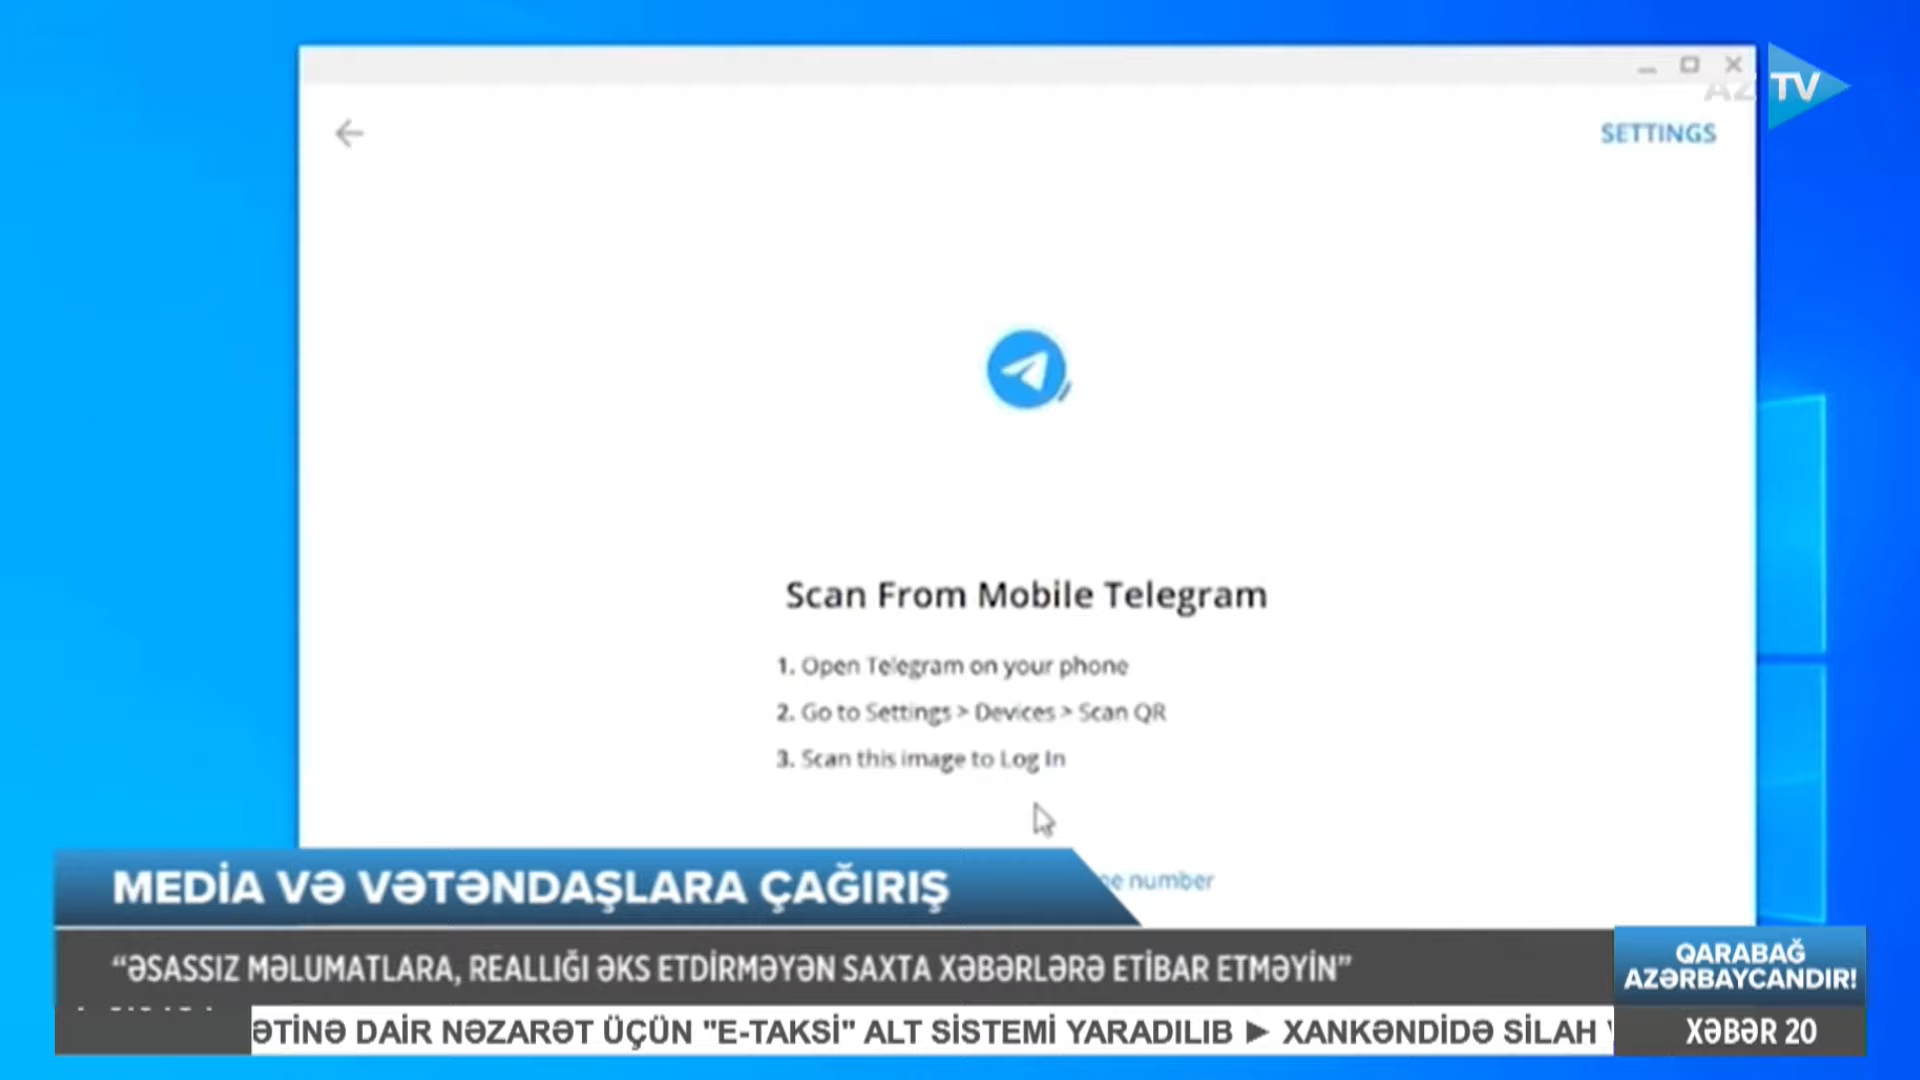 AZTV
SETTINGS
Scan From Mobile Telegram
1. Open Telegram on your phone
2. Go to Settings > Devices > Scan QR
3. Scan this image to Log In
number
MEDİA VƏ VƏTƏNDAŞLARA ÇAĞIRIŞ
“ƏSASSIZ MƏLUMATLARA, REALLIĞI ƏKS ETDİRMƏYƏN SAXTA XƏBƏRLƏRƏ ETİBAR ETMƏYİN”
QARABAĞ
AZƏRBAYCANDIR!
ƏTİNƏ DAİR NƏZARƏT ÜÇÜN "E-TAKSİ" ALT SİSTEMİ YARADILIB ► XANKƏNDİDƏ SİLAH
XƏBƏR 20